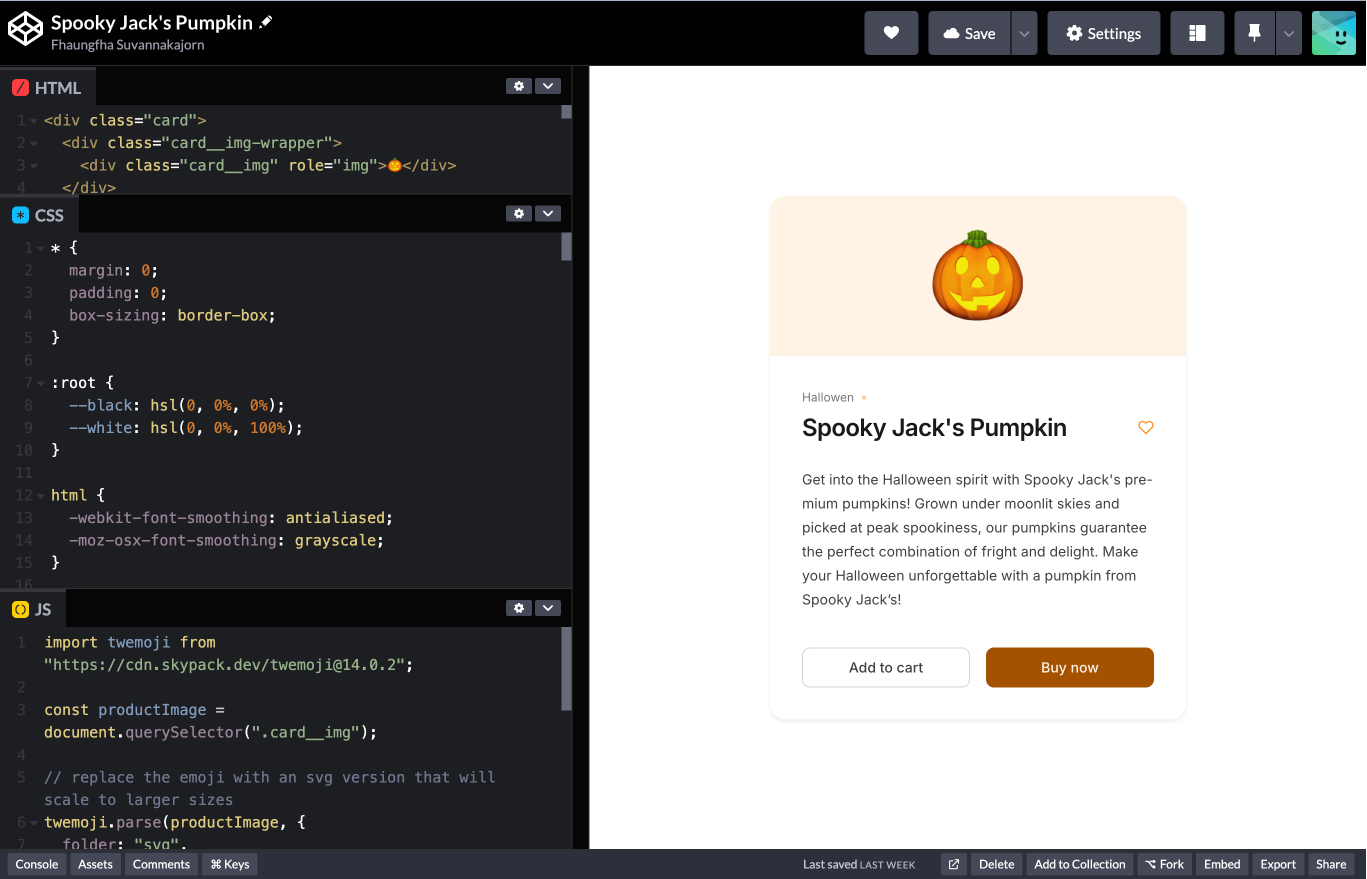 Spooky Jack's Pumpkin
Fhaungfha Suvannakajorn
Save
Settings
HTML
1 <div class="card">
2 <div class="card__img-wrapper">
3 <div class="card__img" role="img">🎃</div>
4 </div>
CSS
1 * {
2 margin: 0;
3 padding: 0;
4 box-sizing: border-box;
5 }
6
7 :root {
8 --black: hsl(0, 0%, 0%);
9 --white: hsl(0, 0%, 100%);
10 }
11
12 html {
13 -webkit-font-smoothing: antialiased;
14 -moz-osx-font-smoothing: grayscale;
15 }
16
JS
1 import twemoji from
"https://cdn.skypack.dev/twemoji@14.0.2";
2
3 const productImage =
document.querySelector(".card__img");
4
5 // replace the emoji with an svg version that will
scale to larger sizes
6 twemoji.parse(productImage, {
7 folder: "svg",
Hallowen
Spooky Jack's Pumpkin
Get into the Halloween spirit with Spooky Jack's pre-
mium pumpkins! Grown under moonlit skies and
picked at peak spookiness, our pumpkins guarantee
the perfect combination of fright and delight. Make
your Halloween unforgettable with a pumpkin from
Spooky Jack’s!
Add to cart
Buy now
Console
Assets
Comments
⌘ Keys
Last saved LAST WEEK
Delete
Add to Collection
⌥ Fork
Embed
Export
Share